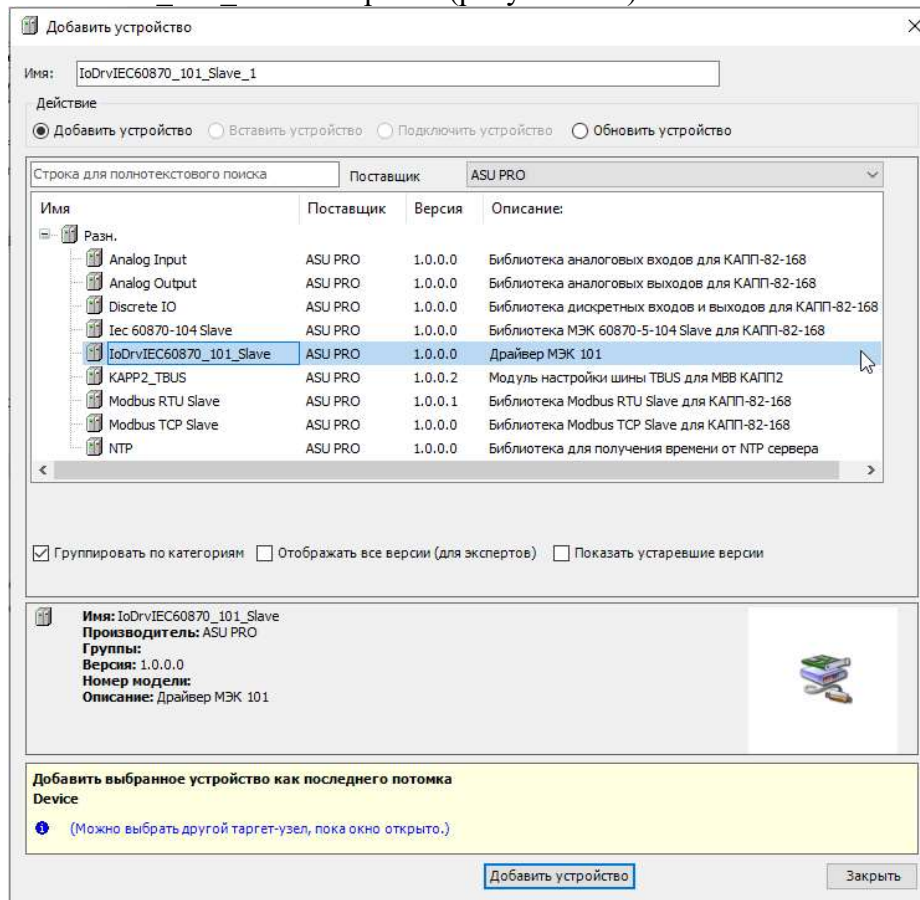 Добавить устройство
Имя: IoDrvIEC60870_101_Slave_1
Действие
Добавить устройство Вставить устройство Подключить устройство Обновить устройство
Строка для полнотекстового поиска Поставщик ASU PRO
Имя Поставщик Версия Описание:
Разн.
Analog Input ASU PRO 1.0.0.0 Библиотека аналоговых входов для КАПП-82-168
Analog Output ASU PRO 1.0.0.0 Библиотека аналоговых выходов для КАПП-82-168
Discrete IO ASU PRO 1.0.0.0 Библиотека дискретных входов и выходов для КАПП-82-168
Iec 60870-104 Slave ASU PRO 1.0.0.0 Библиотека МЭК 60870-5-104 Slave для КАПП-82-168
IoDrvIEC60870_101_Slave ASU PRO 1.0.0.0 Драйвер МЭК 101
KAPP2_TBUS ASU PRO 1.0.0.2 Модуль настройки шины TBUS для МВВ КАПП2
Modbus RTU Slave ASU PRO 1.0.0.1 Библиотека Modbus RTU Slave для КАПП-82-168
Modbus TCP Slave ASU PRO 1.0.0.0 Библиотека Modbus TCP Slave для КАПП-82-168
NTP ASU PRO 1.0.0.0 Библиотека для получения времени от NTP сервера
Группировать по категориям Отображать все версии (для экспертов) Показать устаревшие версии
Имя: IoDrvIEC60870_101_Slave
Производитель: ASU PRO
Группы:
Версия: 1.0.0.0
Номер модели:
Описание: Драйвер МЭК 101
Добавить выбранное устройство как последнего потомка
Device
(Можно выбрать другой таргет-узел, пока окно открыто.)
Добавить устройство Закрыть